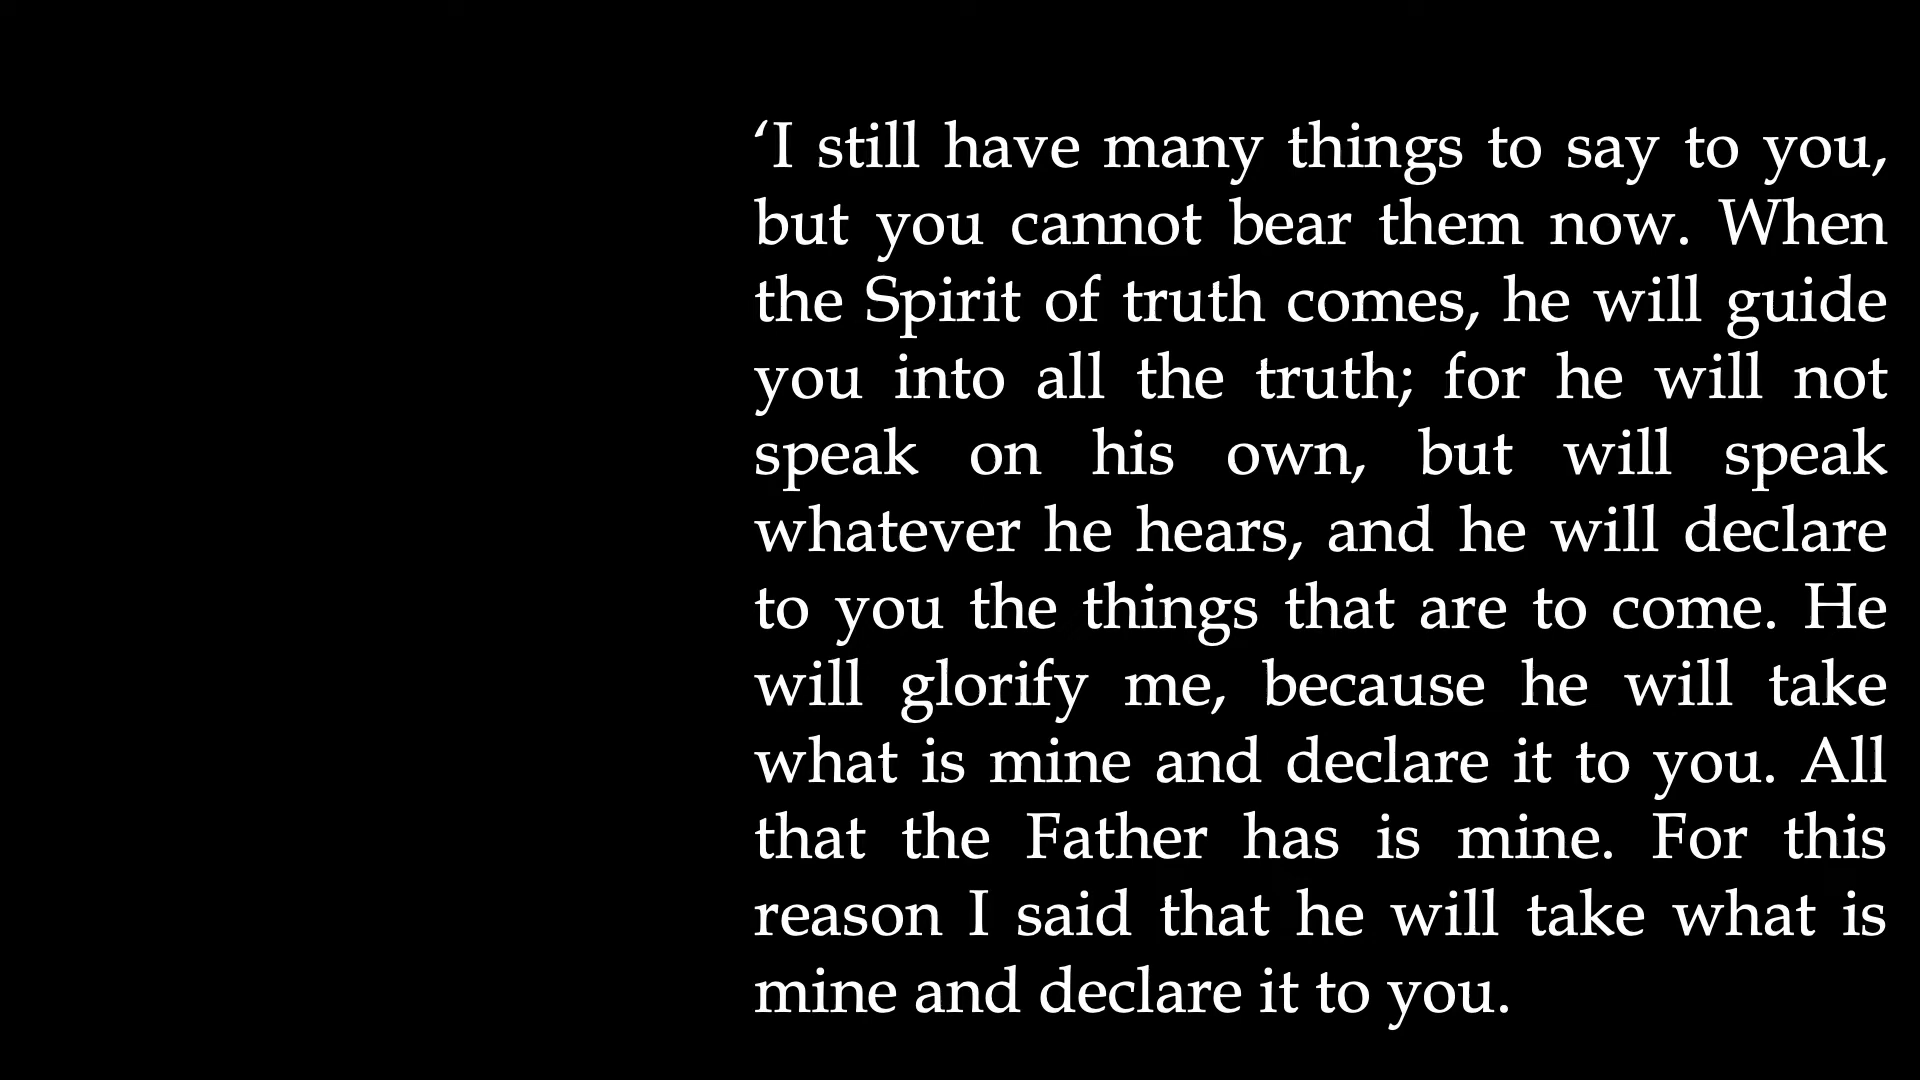 ‘I still have many things to say to you,
but you cannot bear them now. When
the Spirit of truth comes, he will guide
you into all the truth; for he will not
speak on his own, but will speak
whatever he hears, and he will declare
to you the things that are to come. He
will glorify me, because he will take
what is mine and declare it to you. All
that the Father has is mine. For this
reason I said that he will take what is
mine and declare it to you.